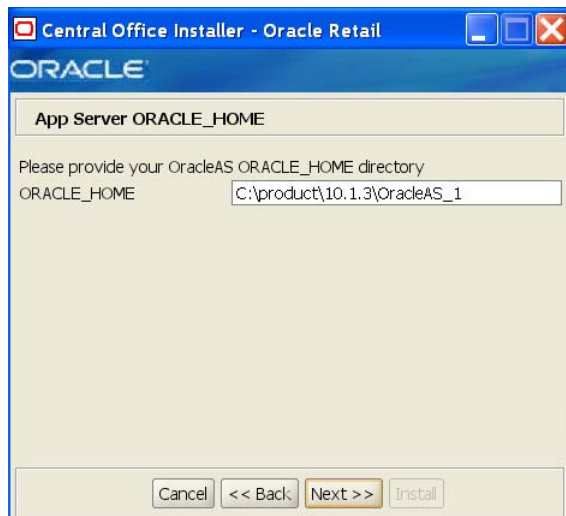 Central Office Installer - Oracle Retail
ORACLE
App Server ORACLE_HOME
Please provide your OracleAS ORACLE_HOME directory
ORACLE_HOME C:\product\10.1.3\OracleAS_1
Cancel << Back Next >> Install